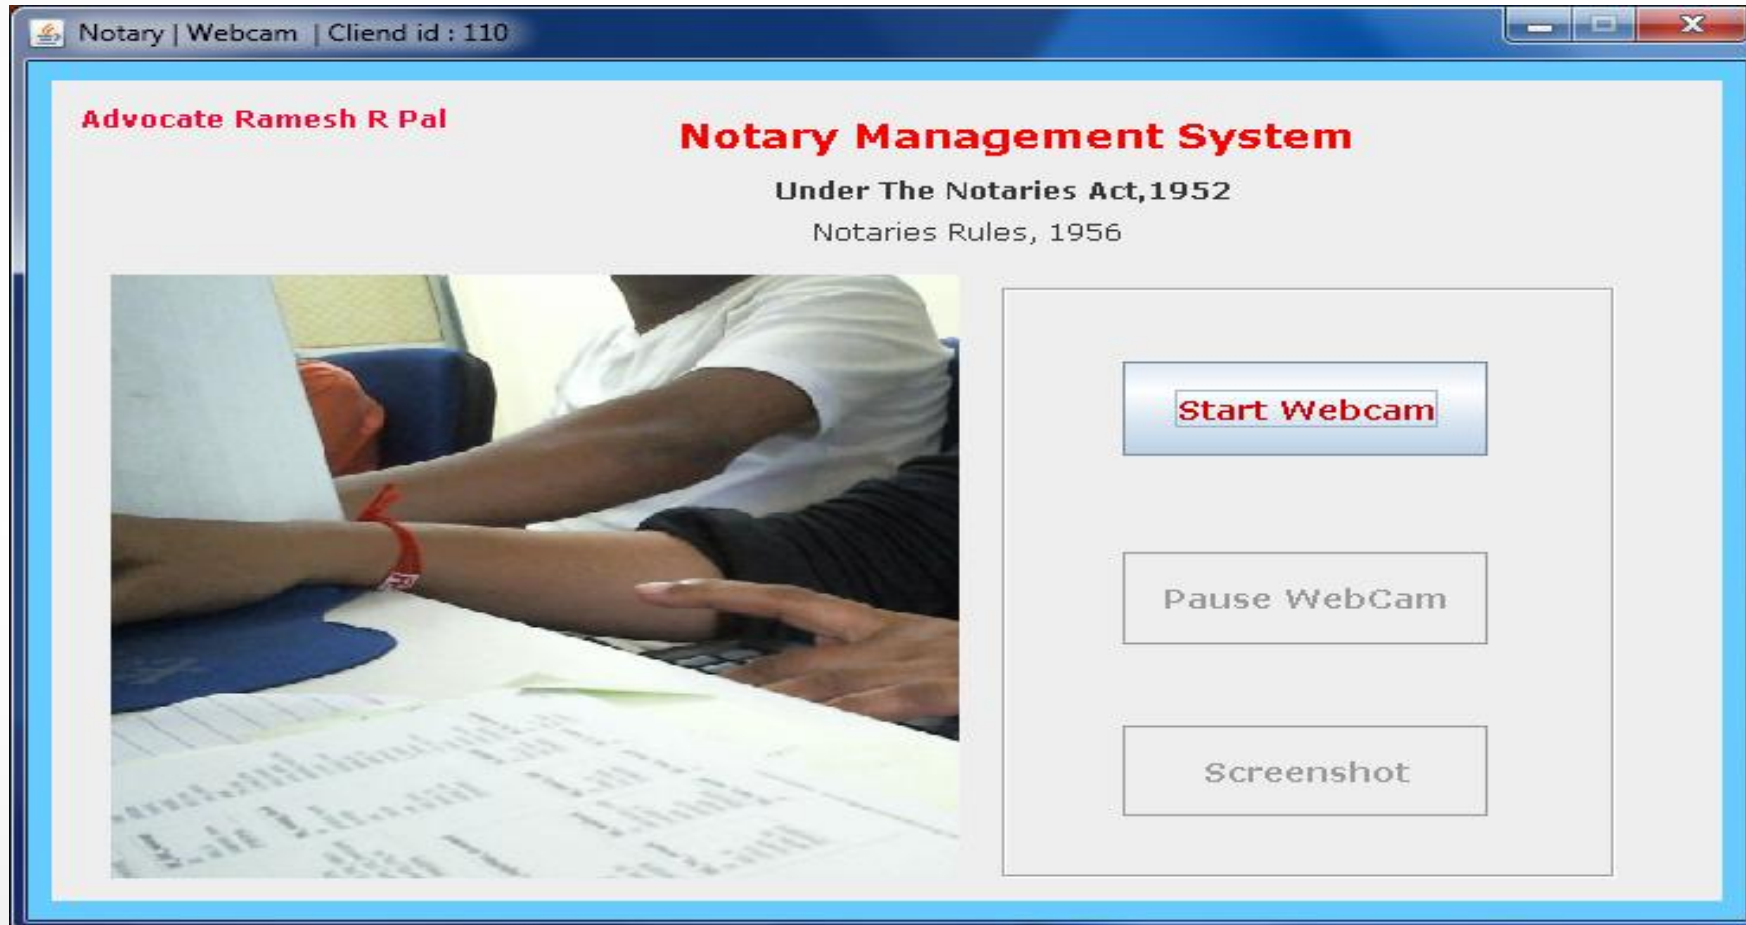 Notary | Webcam | Cliend id : 110
Advocate Ramesh R Pal
Notary Management System
Under The Notaries Act,1952
Notaries Rules, 1956
Start Webcam
Pause WebCam
Screenshot